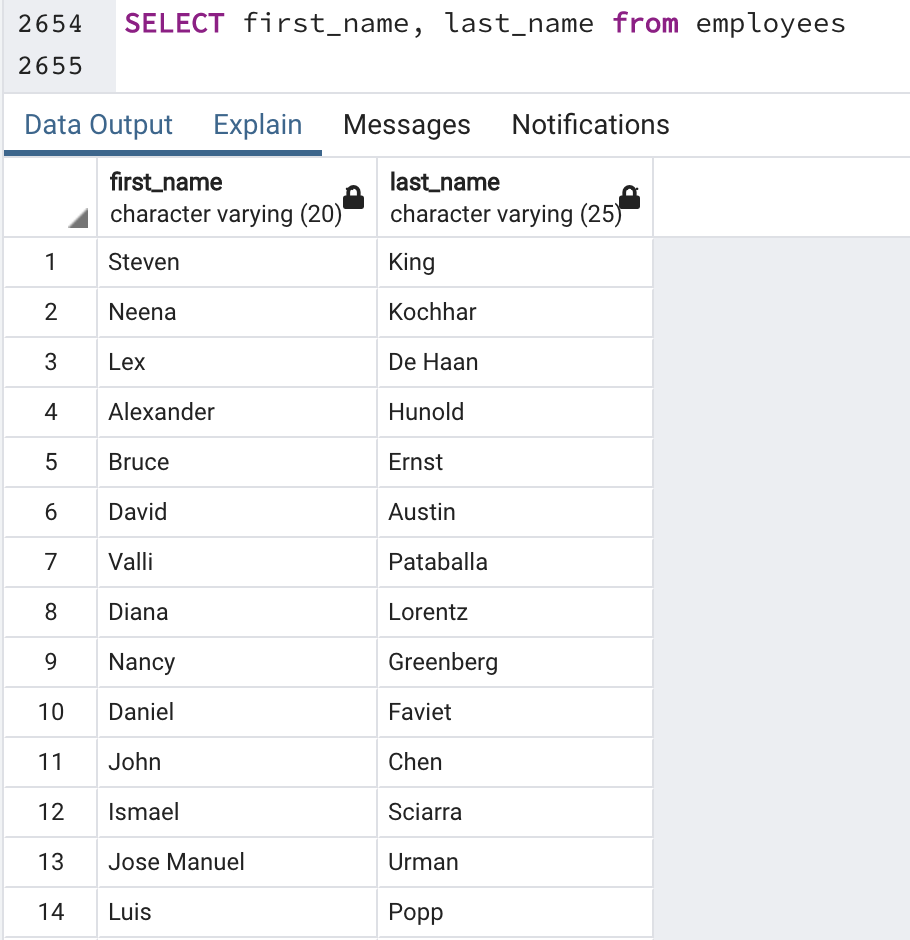 2654 SELECT first_name, last_name from employees
2655
Data Output Explain Messages Notifications
first_name last_name
character varying (20) character varying (25)
1 Steven King
2 Neena Kochhar
3 Lex De Haan
4 Alexander Hunold
5 Bruce Ernst
6 David Austin
7 Valli Pataballa
8 Diana Lorentz
9 Nancy Greenberg
10 Daniel Faviet
11 John Chen
12 Ismael Sciarra
13 Jose Manuel Urman
14 Luis Popp